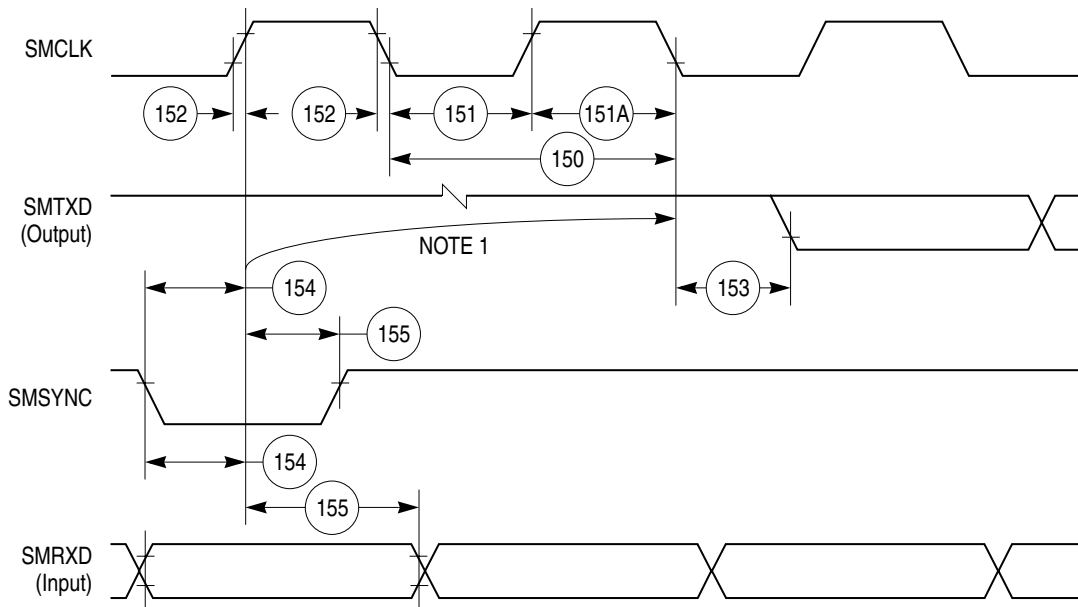 SMCLK
152
152
151
151A
150
SMTXD
(Output)
NOTE 1
154
153
155
SMSYNC
154
155
SMRXD
(Input)